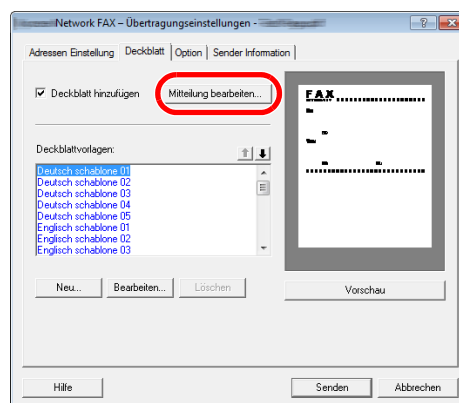 Network FAX – Übertragungseinstellungen -
Adressen Einstellung Deckblatt Option Sender Information
Deckblatt hinzufügen Mitteilung bearbeiten...
FAX
Deckblattvorlagen:
Deutsch schablone 01
Deutsch schablone 02
Deutsch schablone 03
Deutsch schablone 04
Deutsch schablone 05
Englisch schablone 01
Englisch schablone 02
Englisch schablone 03
Neu... Bearbeiten... Löschen Vorschau
Hilfe Senden Abbrechen